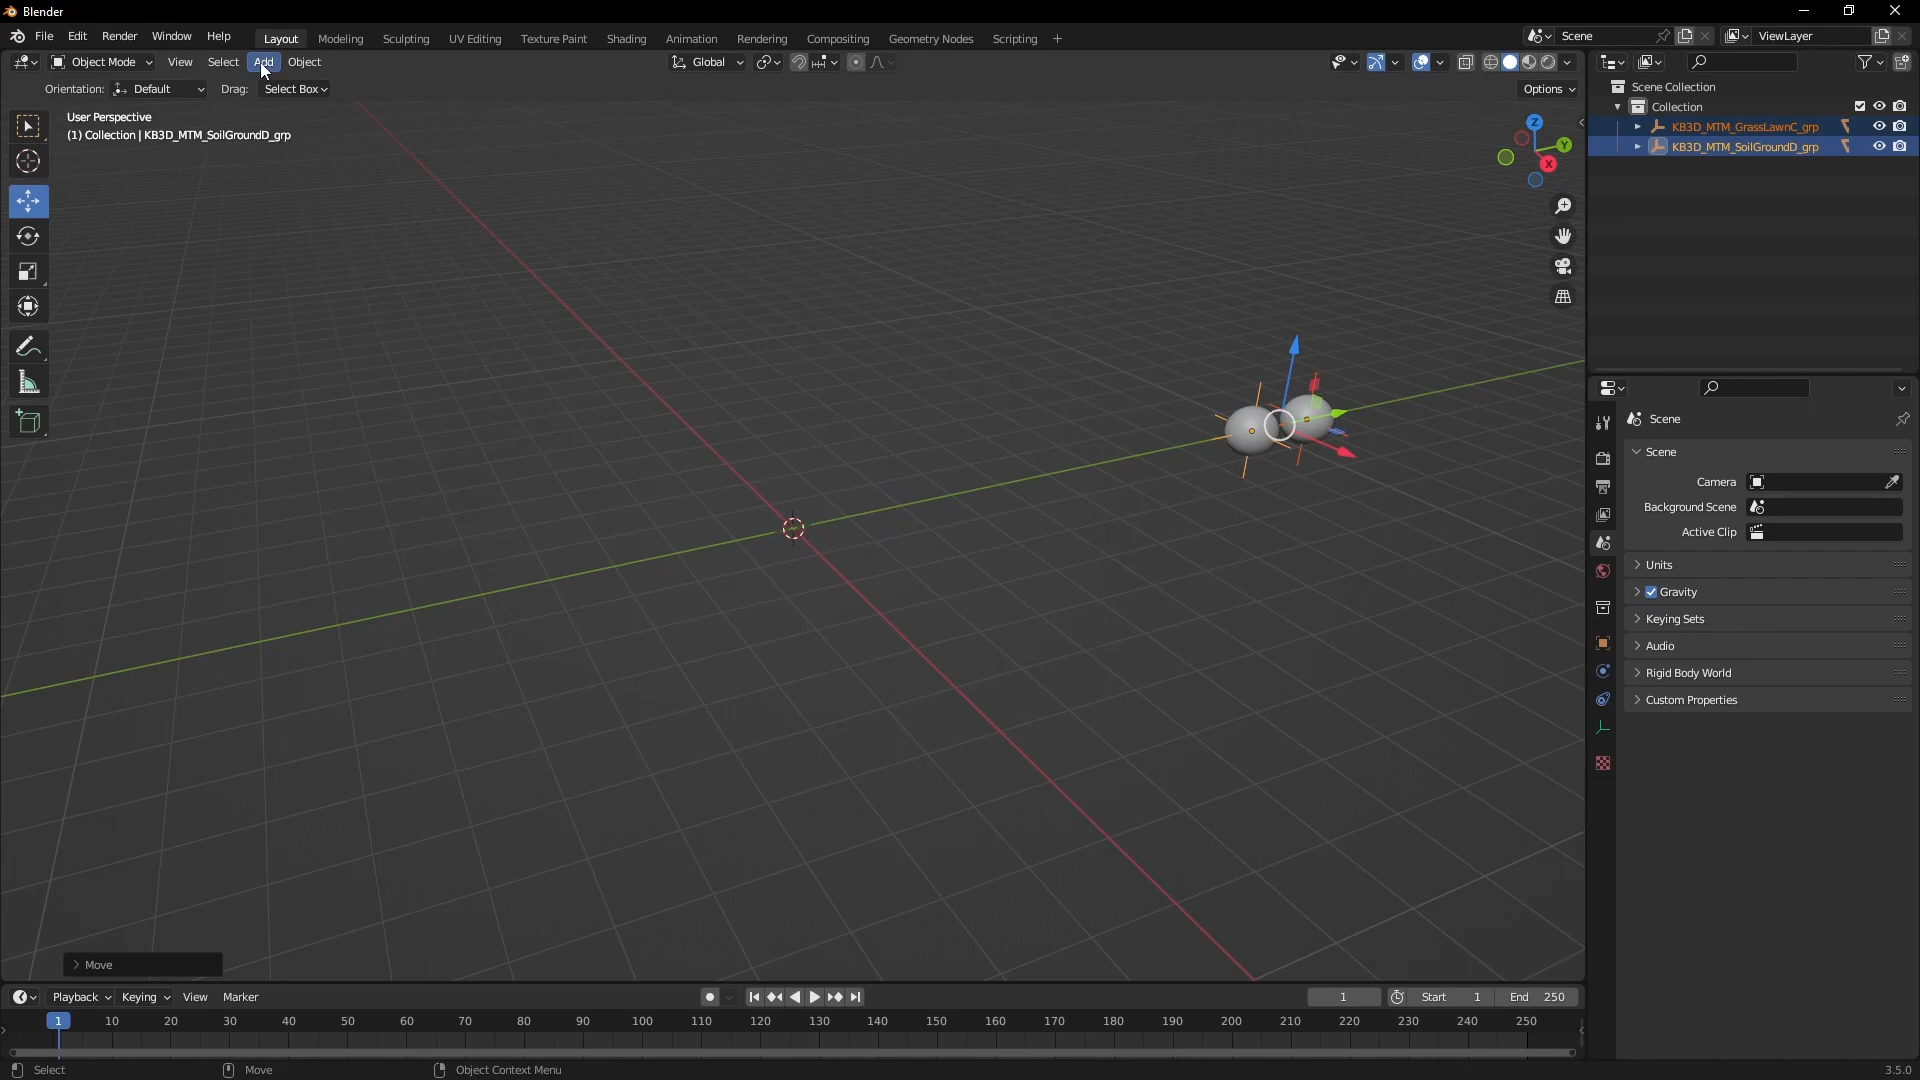 Blender
File Edit Render Window Help Layout Modeling Sculpting UV Editing Texture Paint Shading Animation Rendering Compositing Geometry Nodes Scripting + Scene ViewLayer
Object Mode View Select Add Object Global
Orientation: Default Drag: Select Box Options
User Perspective
(1) Collection | KB3D_MTM_SoilGroundD_grp
Z
Y
X
Scene Collection
Collection
KB3D_MTM_GrassLawnC_grp
KB3D_MTM_SoilGroundD_grp
Scene
Scene
Camera
Background Scene
Active Clip
Units
Gravity
Keying Sets
Audio
Rigid Body World
Custom Properties
Move
Playback Keying View Marker 1 Start 1 End 250
1 10 20 30 40 50 60 70 80 90 100 110 120 130 140 150 160 170 180 190 200 210 220 230 240 250
Select Move Object Context Menu 3.5.0